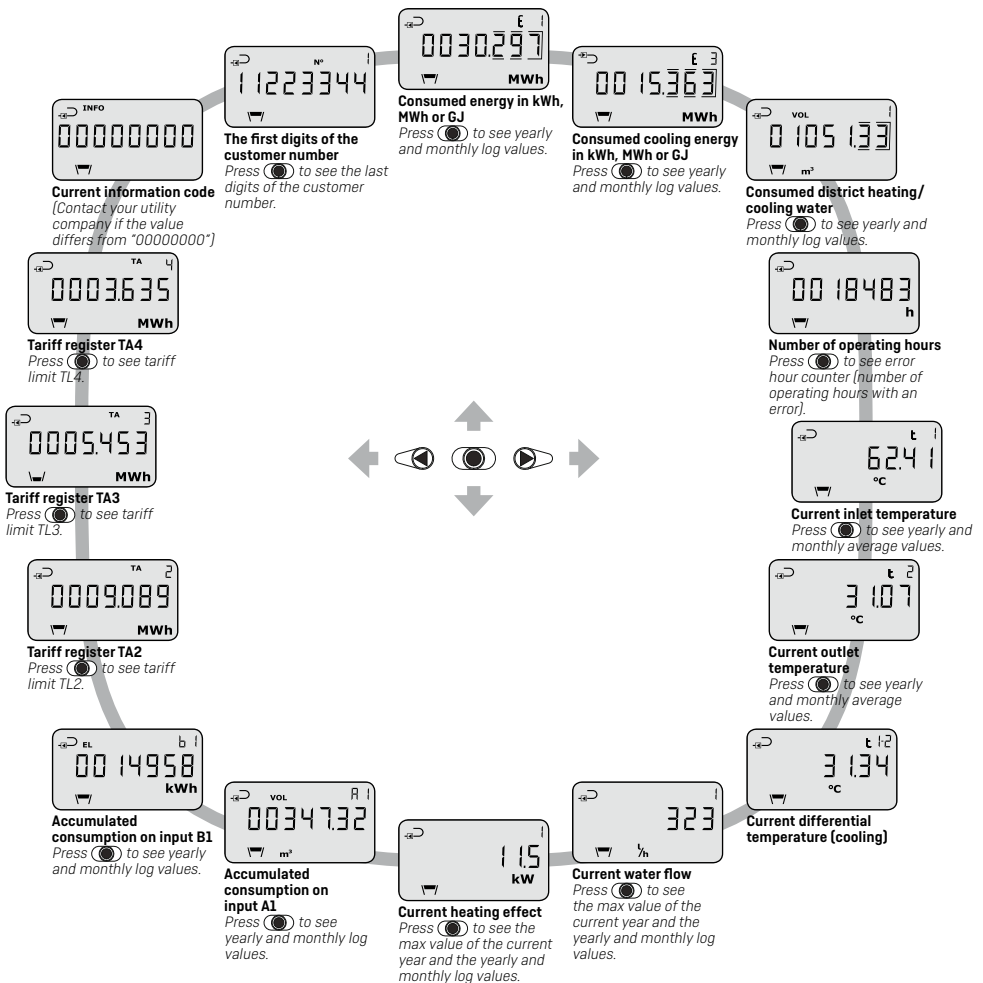 E 1
0030.297
MWh
Consumed energy in kWh,
MWh or GJ
Press to see yearly
and monthly log values.
E 3
0015.363
MWh
Consumed cooling energy
in kWh, MWh or GJ
Press to see yearly
and monthly log values.
VOL 1
01051.33
m³
Consumed district heating/
cooling water
Press to see yearly and
monthly log values.
0018483
h
Number of operating hours
Press to see error
hour counter (number of
operating hours with an
error).
t 1
62.41
°C
Current inlet temperature
Press to see yearly and
monthly average values.
t 2
31.07
°C
Current outlet
temperature
Press to see yearly
and monthly average
values.
t 1-2
31.34
°C
Current differential
temperature (cooling)
1
323
l/h
Current water flow
Press to see
the max value of the
current year and the
yearly and monthly log
values.
1
11.5
kW
Current heating effect
Press to see the
max value of the current
year and the yearly and
monthly log values.
VOL A1
00347.32
m³
Accumulated
consumption on
input A1
Press to see
yearly and monthly log
values.
EL b1
0014958
kWh
Accumulated
consumption on input B1
Press to see yearly
and monthly log values.
TA 2
0009.089
MWh
Tariff register TA2
Press to see tariff
limit TL2.
TA 3
0005.453
MWh
Tariff register TA3
Press to see tariff
limit TL3.
TA 4
0003.635
MWh
Tariff register TA4
Press to see tariff
limit TL4.
INFO
00000000
Current information code
(Contact your utility
company if the value
differs from "00000000")
N° 1
11223344
The first digits of the
customer number
Press to see the last
digits of the customer
number.